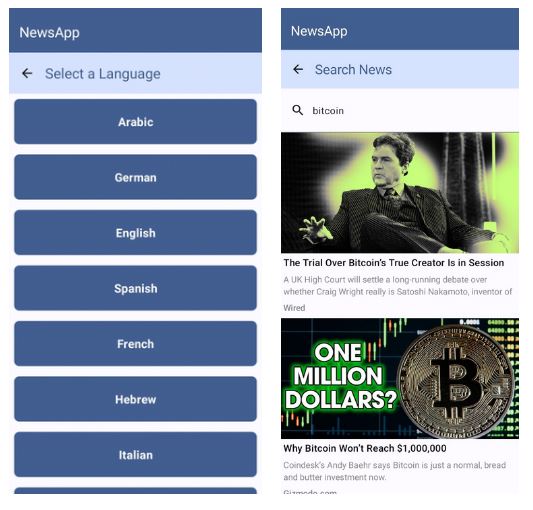 NewsApp
Select a Language
Arabic
German
English
Spanish
French
Hebrew
Italian
NewsApp
Search News
bitcoin
The Trial Over Bitcoin's True Creator Is in Session
A UK High Court will settle a long-running debate over
whether Craig Wright really is Satoshi Nakamoto, inventor of
Wired
ONE
MILLION
DOLLARS?
Why Bitcoin Won't Reach $1,000,000
Coindesk's Andy Baehr says Bitcoin is just a normal, bread
and butter investment now.
Gizmodo.com